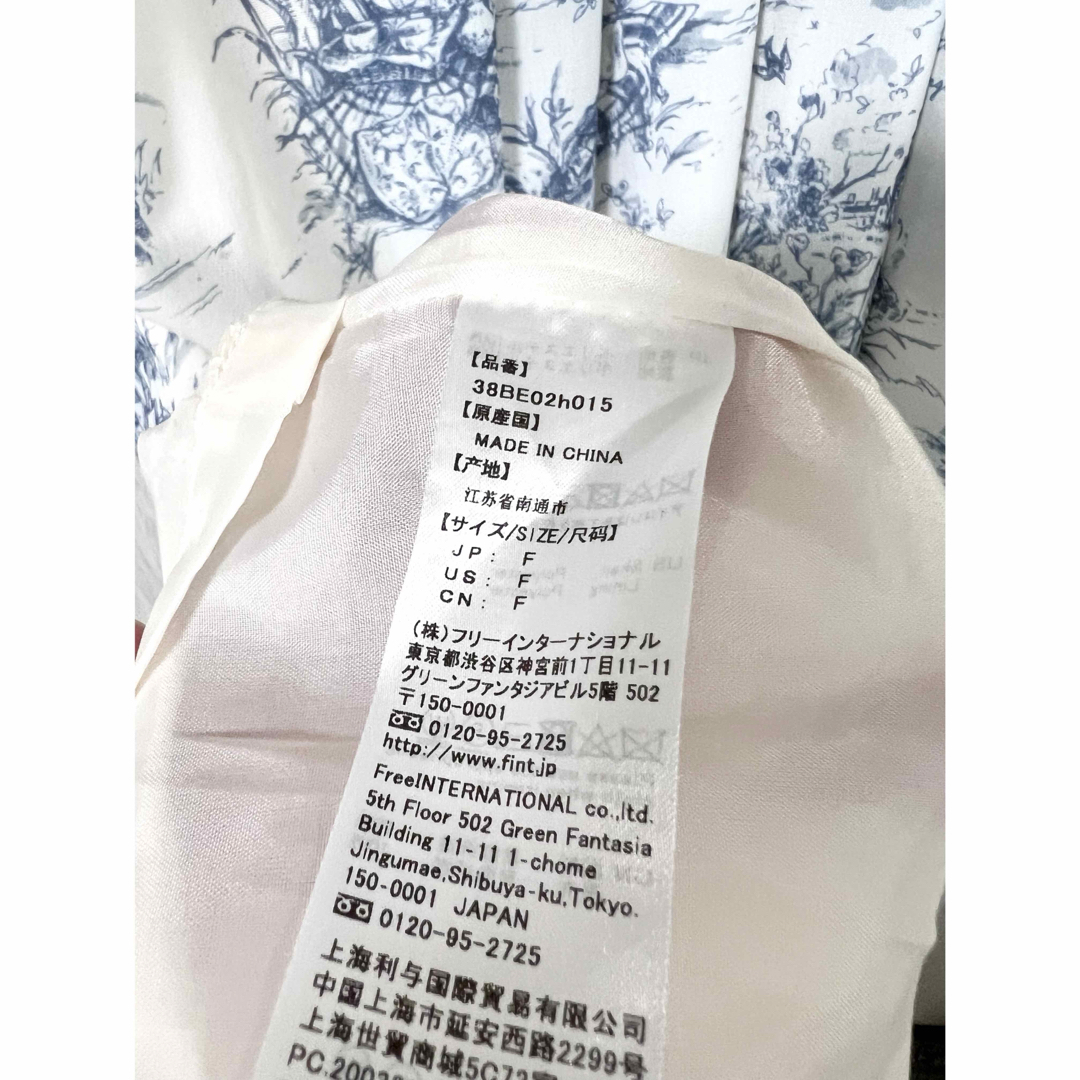 【品番】
38BE02h015
【原産国】
MADE IN CHINA
【产地】
江苏省南通市
【サイズ/SIZE/尺码】
JP: F
US: F
CN: F
(株)フリーインターナショナル
東京都渋谷区神宮前1丁目11-11
グリーンファンタジアビル5階 502
〒150-0001
0120-95-2725
http://www.fint.jp
FreeINTERNATIONAL co.,ltd.
5th Floor 502 Green Fantasia
Building 11-11 1-chome
Jingumae,Shibuya-ku,Tokyo.
150-0001 JAPAN
0120-95-2725
上海利与国際貿易有限公司
中国上海市延安西路2299号
上海世貿商城5C73
PC.2003